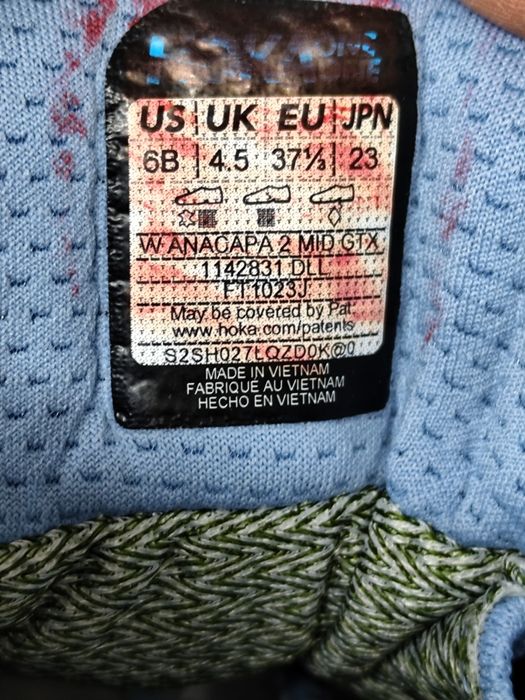 US UK EU JPN
6B 4.5 37⅓ 23
W ANACAPA 2 MID GTX
1142831 DLL
FT1023J
May be covered by Pat.
www.hoka.com/patents
S2SH027LQZD0K@0
MADE IN VIETNAM
FABRIQUE AU VIETNAM
HECHO EN VIETNAM